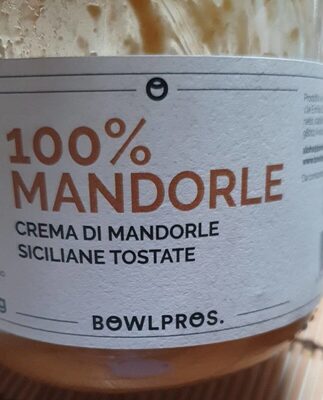 100%
MANDORLE
CREMA DI MANDORLE
SICILIANE TOSTATE
BOWLPROS.